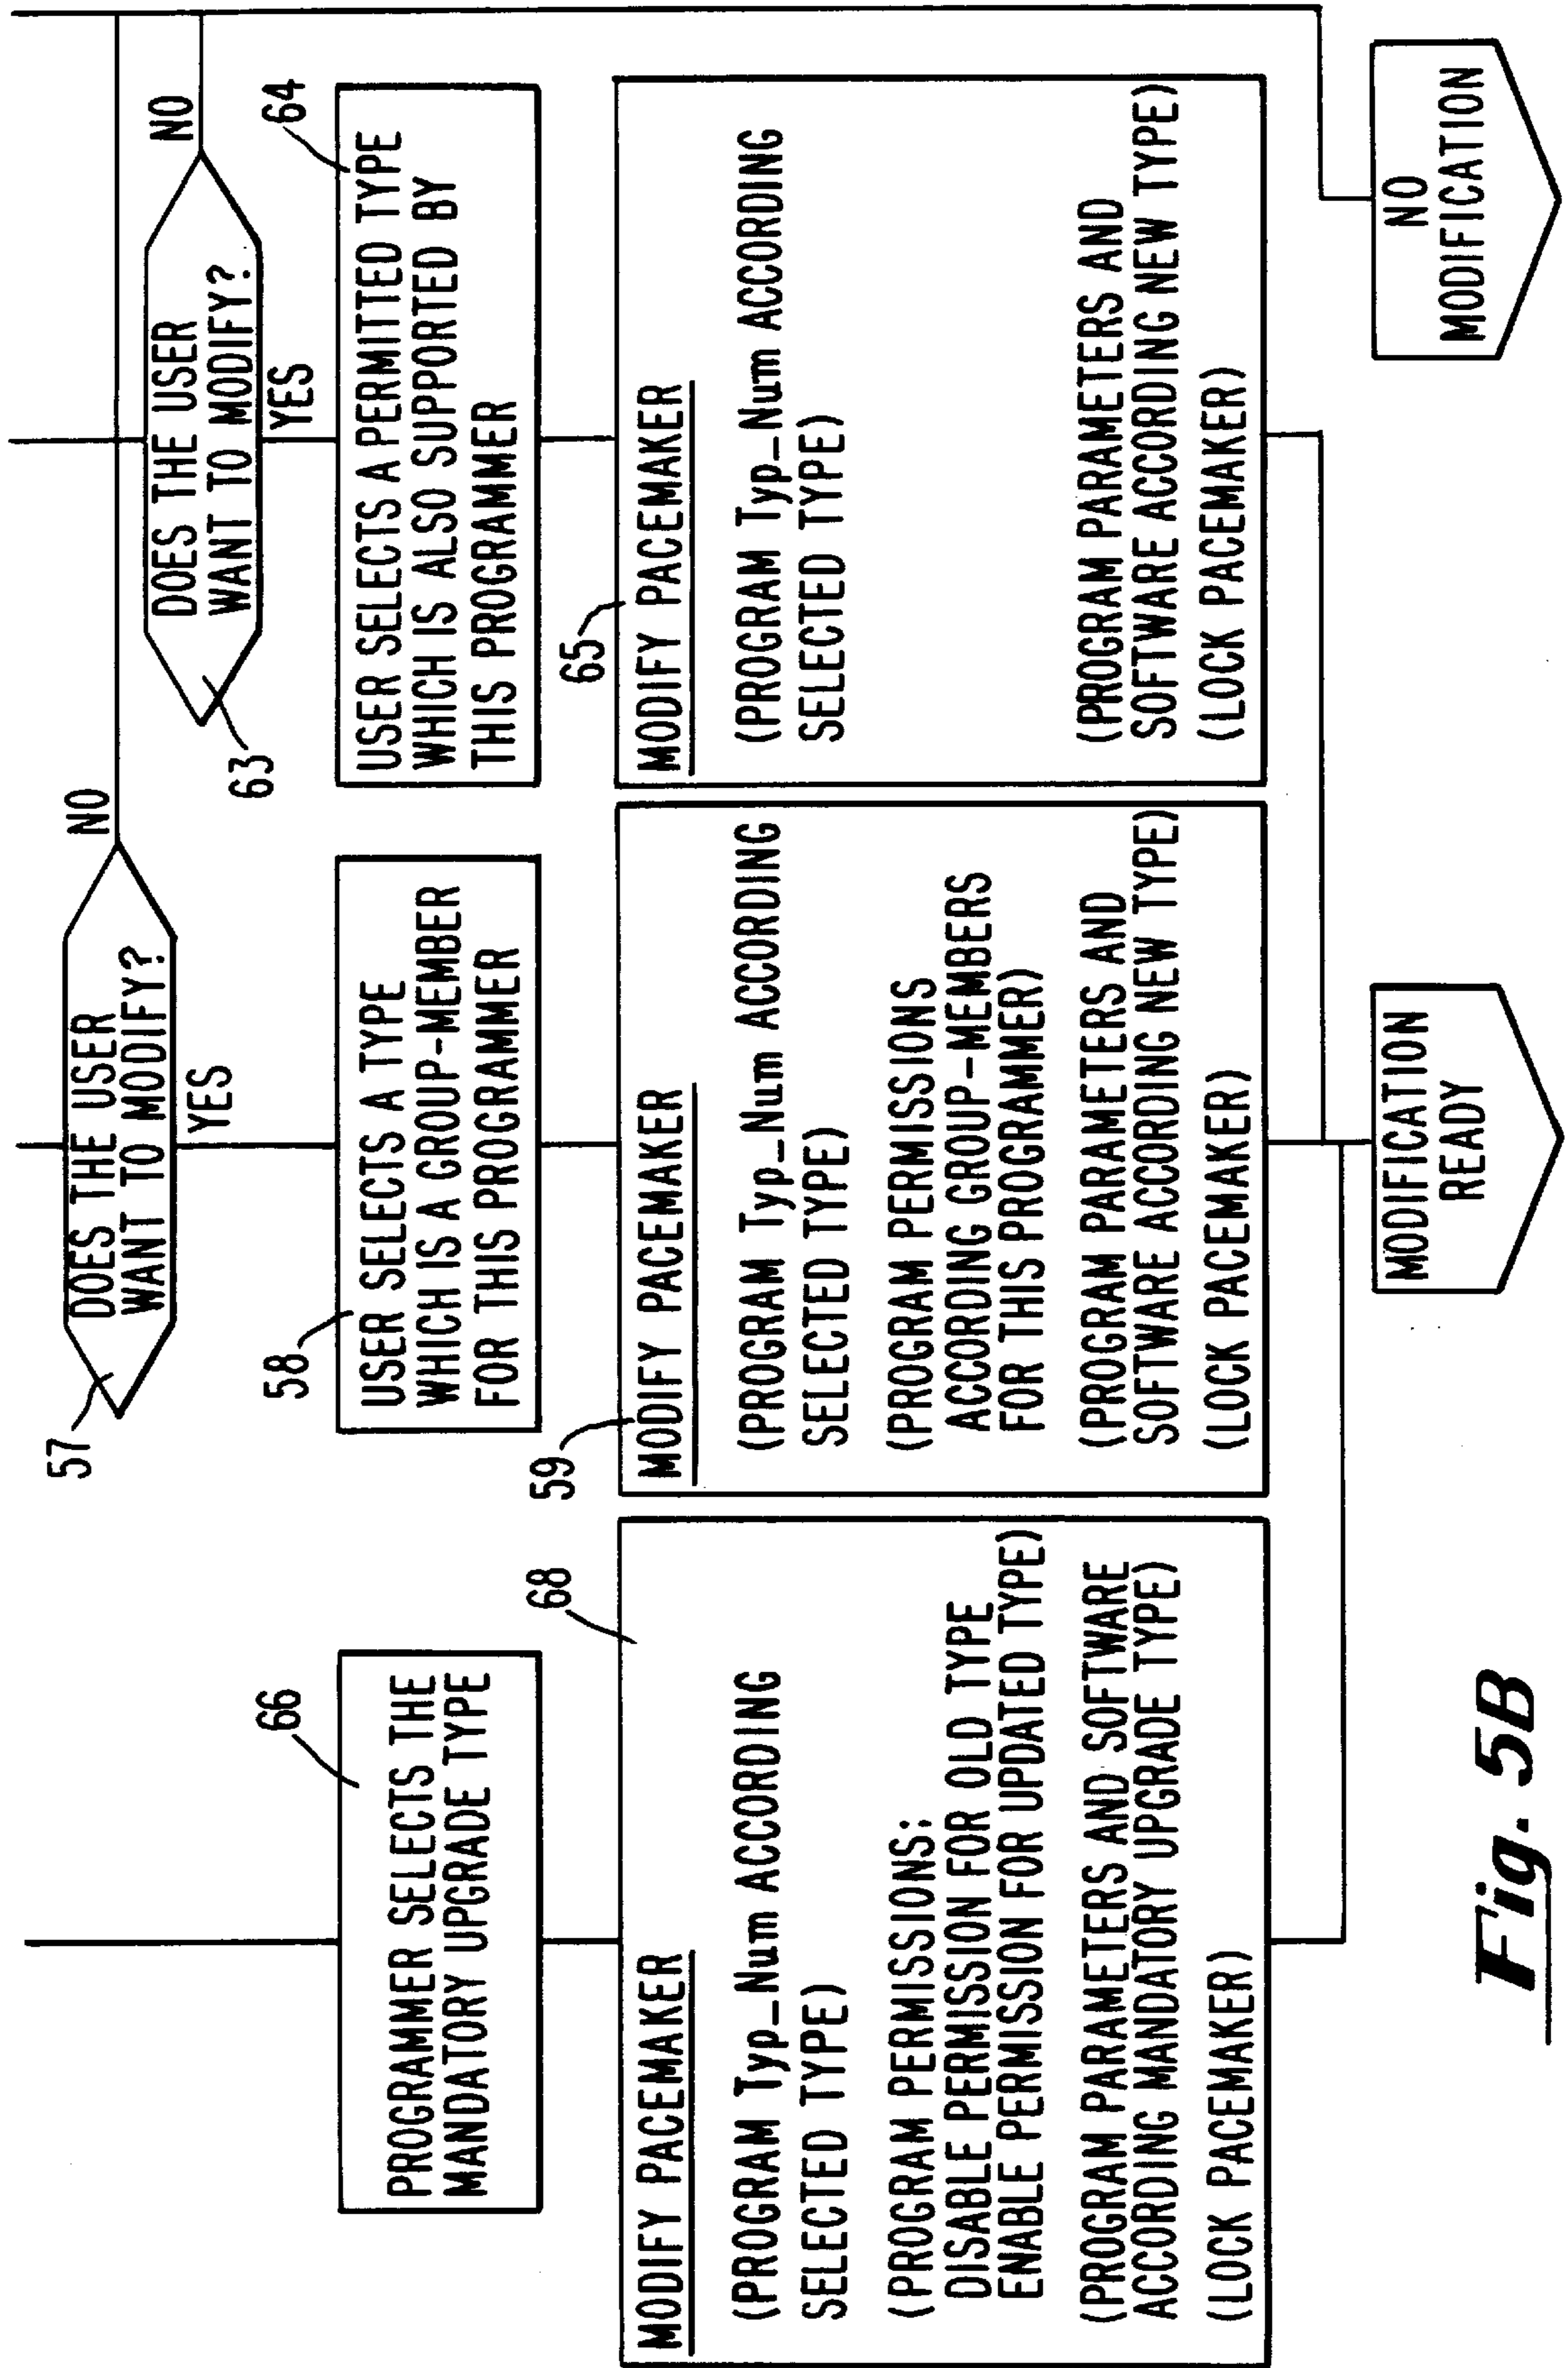 66
PROGRAMMER SELECTS THE
MANDATORY UPGRADE TYPE
68
MODIFY PACEMAKER
(PROGRAM Typ_Num ACCORDING
SELECTED TYPE)
(PROGRAM PERMISSIONS:
DISABLE PERMISSION FOR OLD TYPE
ENABLE PERMISSION FOR UPDATED TYPE)
(PROGRAM PARAMETERS AND SOFTWARE
ACCORDING MANDATORY UPGRADE TYPE)
(LOCK PACEMAKER)
57
DOES THE USER
WANT TO MODIFY?
NO
YES
58
USER SELECTS A TYPE
WHICH IS A GROUP-MEMBER
FOR THIS PROGRAMMER
59
MODIFY PACEMAKER
(PROGRAM Typ_Num ACCORDING
SELECTED TYPE)
(PROGRAM PERMISSIONS
ACCORDING GROUP-MEMBERS
FOR THIS PROGRAMMER)
(PROGRAM PARAMETERS AND
SOFTWARE ACCORDING NEW TYPE)
(LOCK PACEMAKER)
63
DOES THE USER
WANT TO MODIFY?
NO
YES
64
USER SELECTS A PERMITTED TYPE
WHICH IS ALSO SUPPORTED BY
THIS PROGRAMMER
65
MODIFY PACEMAKER
(PROGRAM Typ_Num ACCORDING
SELECTED TYPE)
(PROGRAM PARAMETERS AND
SOFTWARE ACCORDING NEW TYPE)
(LOCK PACEMAKER)
MODIFICATION
READY
NO
MODIFICATION
Fig. 5B